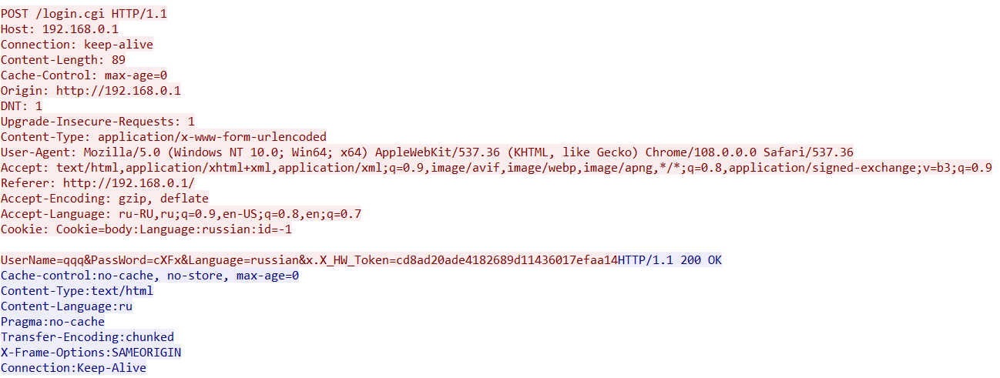 POST /login.cgi HTTP/1.1
Host: 192.168.0.1
Connection: keep-alive
Content-Length: 89
Cache-Control: max-age=0
Origin: http://192.168.0.1
DNT: 1
Upgrade-Insecure-Requests: 1
Content-Type: application/x-www-form-urlencoded
User-Agent: Mozilla/5.0 (Windows NT 10.0; Win64; x64) AppleWebKit/537.36 (KHTML, like Gecko) Chrome/108.0.0.0 Safari/537.36
Accept: text/html,application/xhtml+xml,application/xml;q=0.9,image/avif,image/webp,image/apng,*/*;q=0.8,application/signed-exchange;v=b3;q=0.9
Referer: http://192.168.0.1/
Accept-Encoding: gzip, deflate
Accept-Language: ru-RU,ru;q=0.9,en-US;q=0.8,en;q=0.7
Cookie: Cookie=body:Language:russian:id=-1
UserName=qqq&PassWord=cXFx&Language=russian&x.X_HW_Token=cd8ad20ade4182689d11436017efaa14HTTP/1.1 200 OK
Cache-control:no-cache, no-store, max-age=0
Content-Type:text/html
Content-Language:ru
Pragma:no-cache
Transfer-Encoding:chunked
X-Frame-Options:SAMEORIGIN
Connection:Keep-Alive